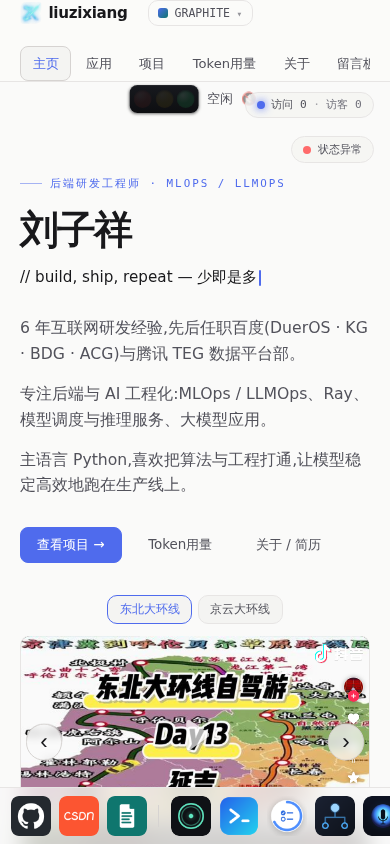 liuzixiang
GRAPHITE ▾
主页
应用
项目
Token用量
关于
留言板
空闲
访问 0 · 访客 0
状态异常
后端研发工程师 · MLOPS / LLMOPS
刘子祥
// build, ship, repeat — 少即是多
6 年互联网研发经验,先后任职百度(DuerOS · KG
· BDG · ACG)与腾讯 TEG 数据平台部。
专注后端与 AI 工程化:MLOps / LLMOps、Ray、
模型调度与推理服务、大模型应用。
主语言 Python,喜欢把算法与工程打通,让模型稳
定高效地跑在生产线上。
查看项目 →
Token用量
关于 / 简历
东北大环线
京云大环线
东北大环线自驾游
Day13
延吉
CSDN